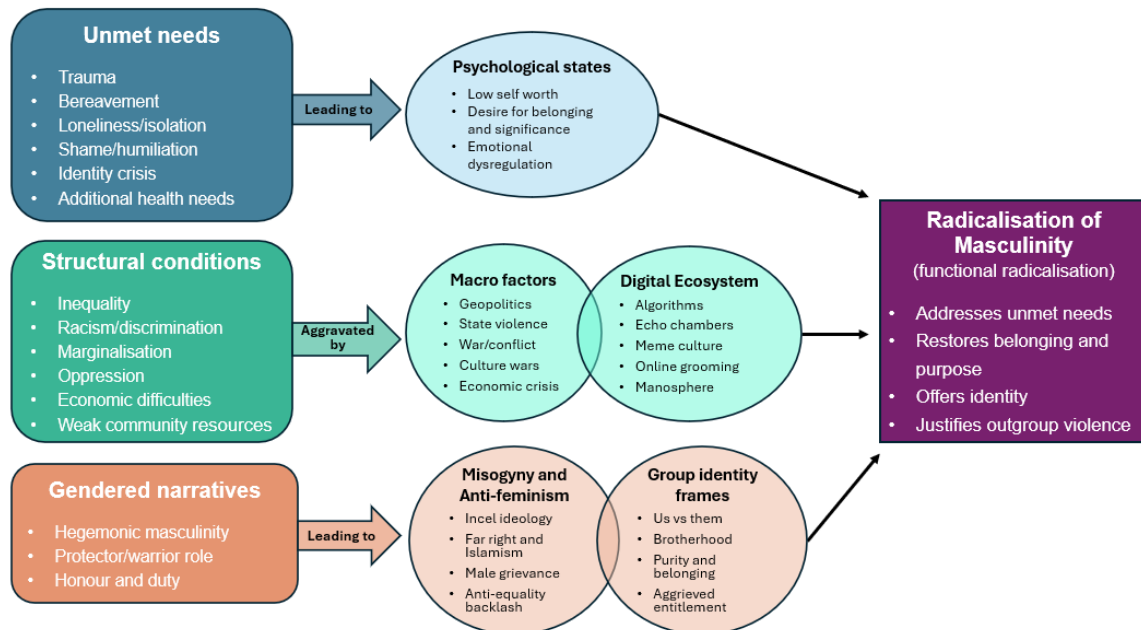 Unmet needs
• Trauma
• Bereavement
• Loneliness/isolation
• Shame/humiliation
• Identity crisis
• Additional health needs
Leading to
Psychological states
• Low self worth
• Desire for belonging
and significance
• Emotional
dysregulation
Structural conditions
• Inequality
• Racism/discrimination
• Marginalisation
• Oppression
• Economic difficulties
• Weak community resources
Aggravated
by
Macro factors
• Geopolitics
• State violence
• War/conflict
• Culture wars
• Economic crisis
Digital Ecosystem
• Algorithms
• Echo chambers
• Meme culture
• Online grooming
• Manosphere
Gendered narratives
• Hegemonic masculinity
• Protector/warrior role
• Honour and duty
Leading to
Misogyny and
Anti-feminism
• Incel ideology
• Far right and
Islamism
• Male grievance
• Anti-equality
backlash
Group identity
frames
• Us vs them
• Brotherhood
• Purity and
belonging
• Aggrieved
entitlement
Radicalisation of
Masculinity
(functional radicalisation)
• Addresses unmet needs
• Restores belonging and
purpose
• Offers identity
• Justifies outgroup violence